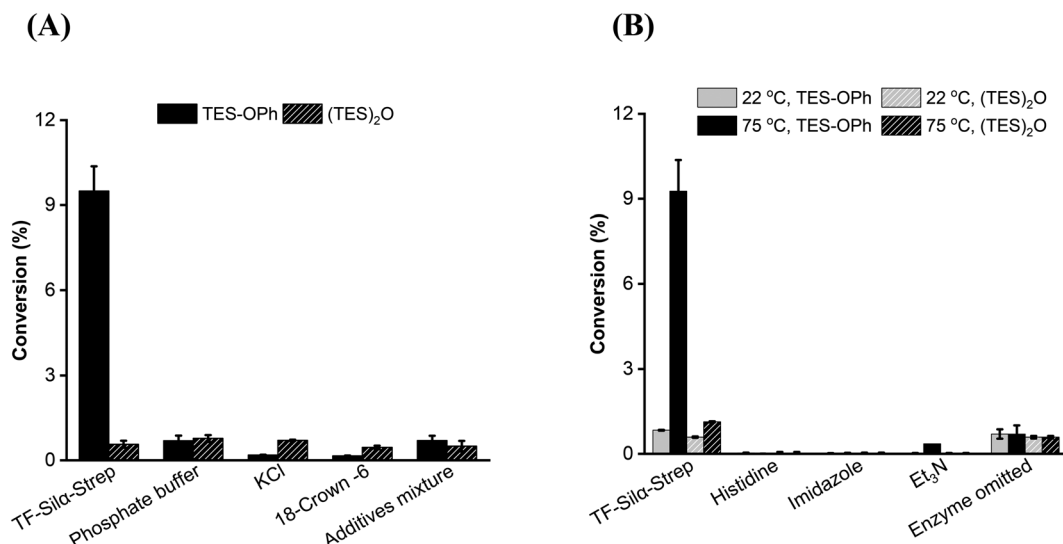 (A)
TES-OPh (TES)₂O
12
9
6
3
0
Conversion (%)
TF-Silα-Strep
Phosphate buffer
KCl
18-Crown -6
Additives mixture
(B)
22 °C, TES-OPh 22 °C, (TES)₂O
75 °C, TES-OPh 75 °C, (TES)₂O
12
9
6
3
0
Conversion (%)
TF-Silα-Strep
Histidine
Imidazole
Et₃N
Enzyme omitted